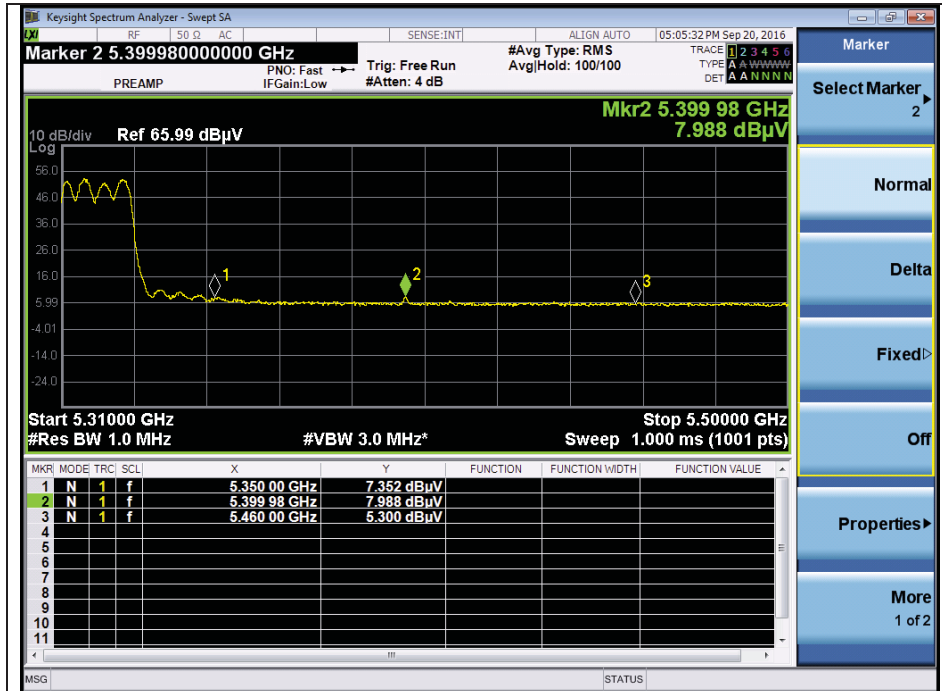 Keysight Spectrum Analyzer - Swept SA
LXI RF 50 Ω AC SENSE:INT ALIGN AUTO 05:05:32 PM Sep 20, 2016
Marker 2 5.399980000000 GHz
PREAMP
PNO: Fast
IFGain:Low
Trig: Free Run
#Atten: 4 dB
#Avg Type: RMS
Avg|Hold: 100/100
TRACE 1 2 3 4 5 6
TYPE A A W W W W
DET A A N N N N
Mkr2 5.399 98 GHz
7.988 dBµV
10 dB/div Ref 65.99 dBµV
Log
56.0
46.0
36.0
26.0
16.0
5.99
-4.01
-14.0
-24.0
1
2
3
Start 5.31000 GHz Stop 5.50000 GHz
#Res BW 1.0 MHz #VBW 3.0 MHz* Sweep 1.000 ms (1001 pts)
MKR MODE TRC SCL X Y FUNCTION FUNCTION WIDTH FUNCTION VALUE
1 N 1 f 5.350 00 GHz 7.352 dBµV
2 N 1 f 5.399 98 GHz 7.988 dBµV
3 N 1 f 5.460 00 GHz 5.300 dBµV
4
5
6
7
8
9
10
11
MSG STATUS
Marker
Select Marker
2
Normal
Delta
Fixed
Off
Properties
More
1 of 2